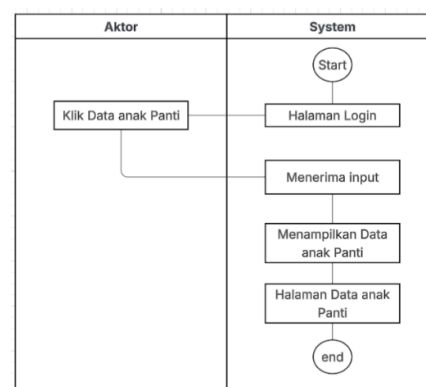 Aktor
System
Start
Klik Data anak Panti
Halaman Login
Menerima input
Menampilkan Data
anak Panti
Halaman Data anak
Panti
end